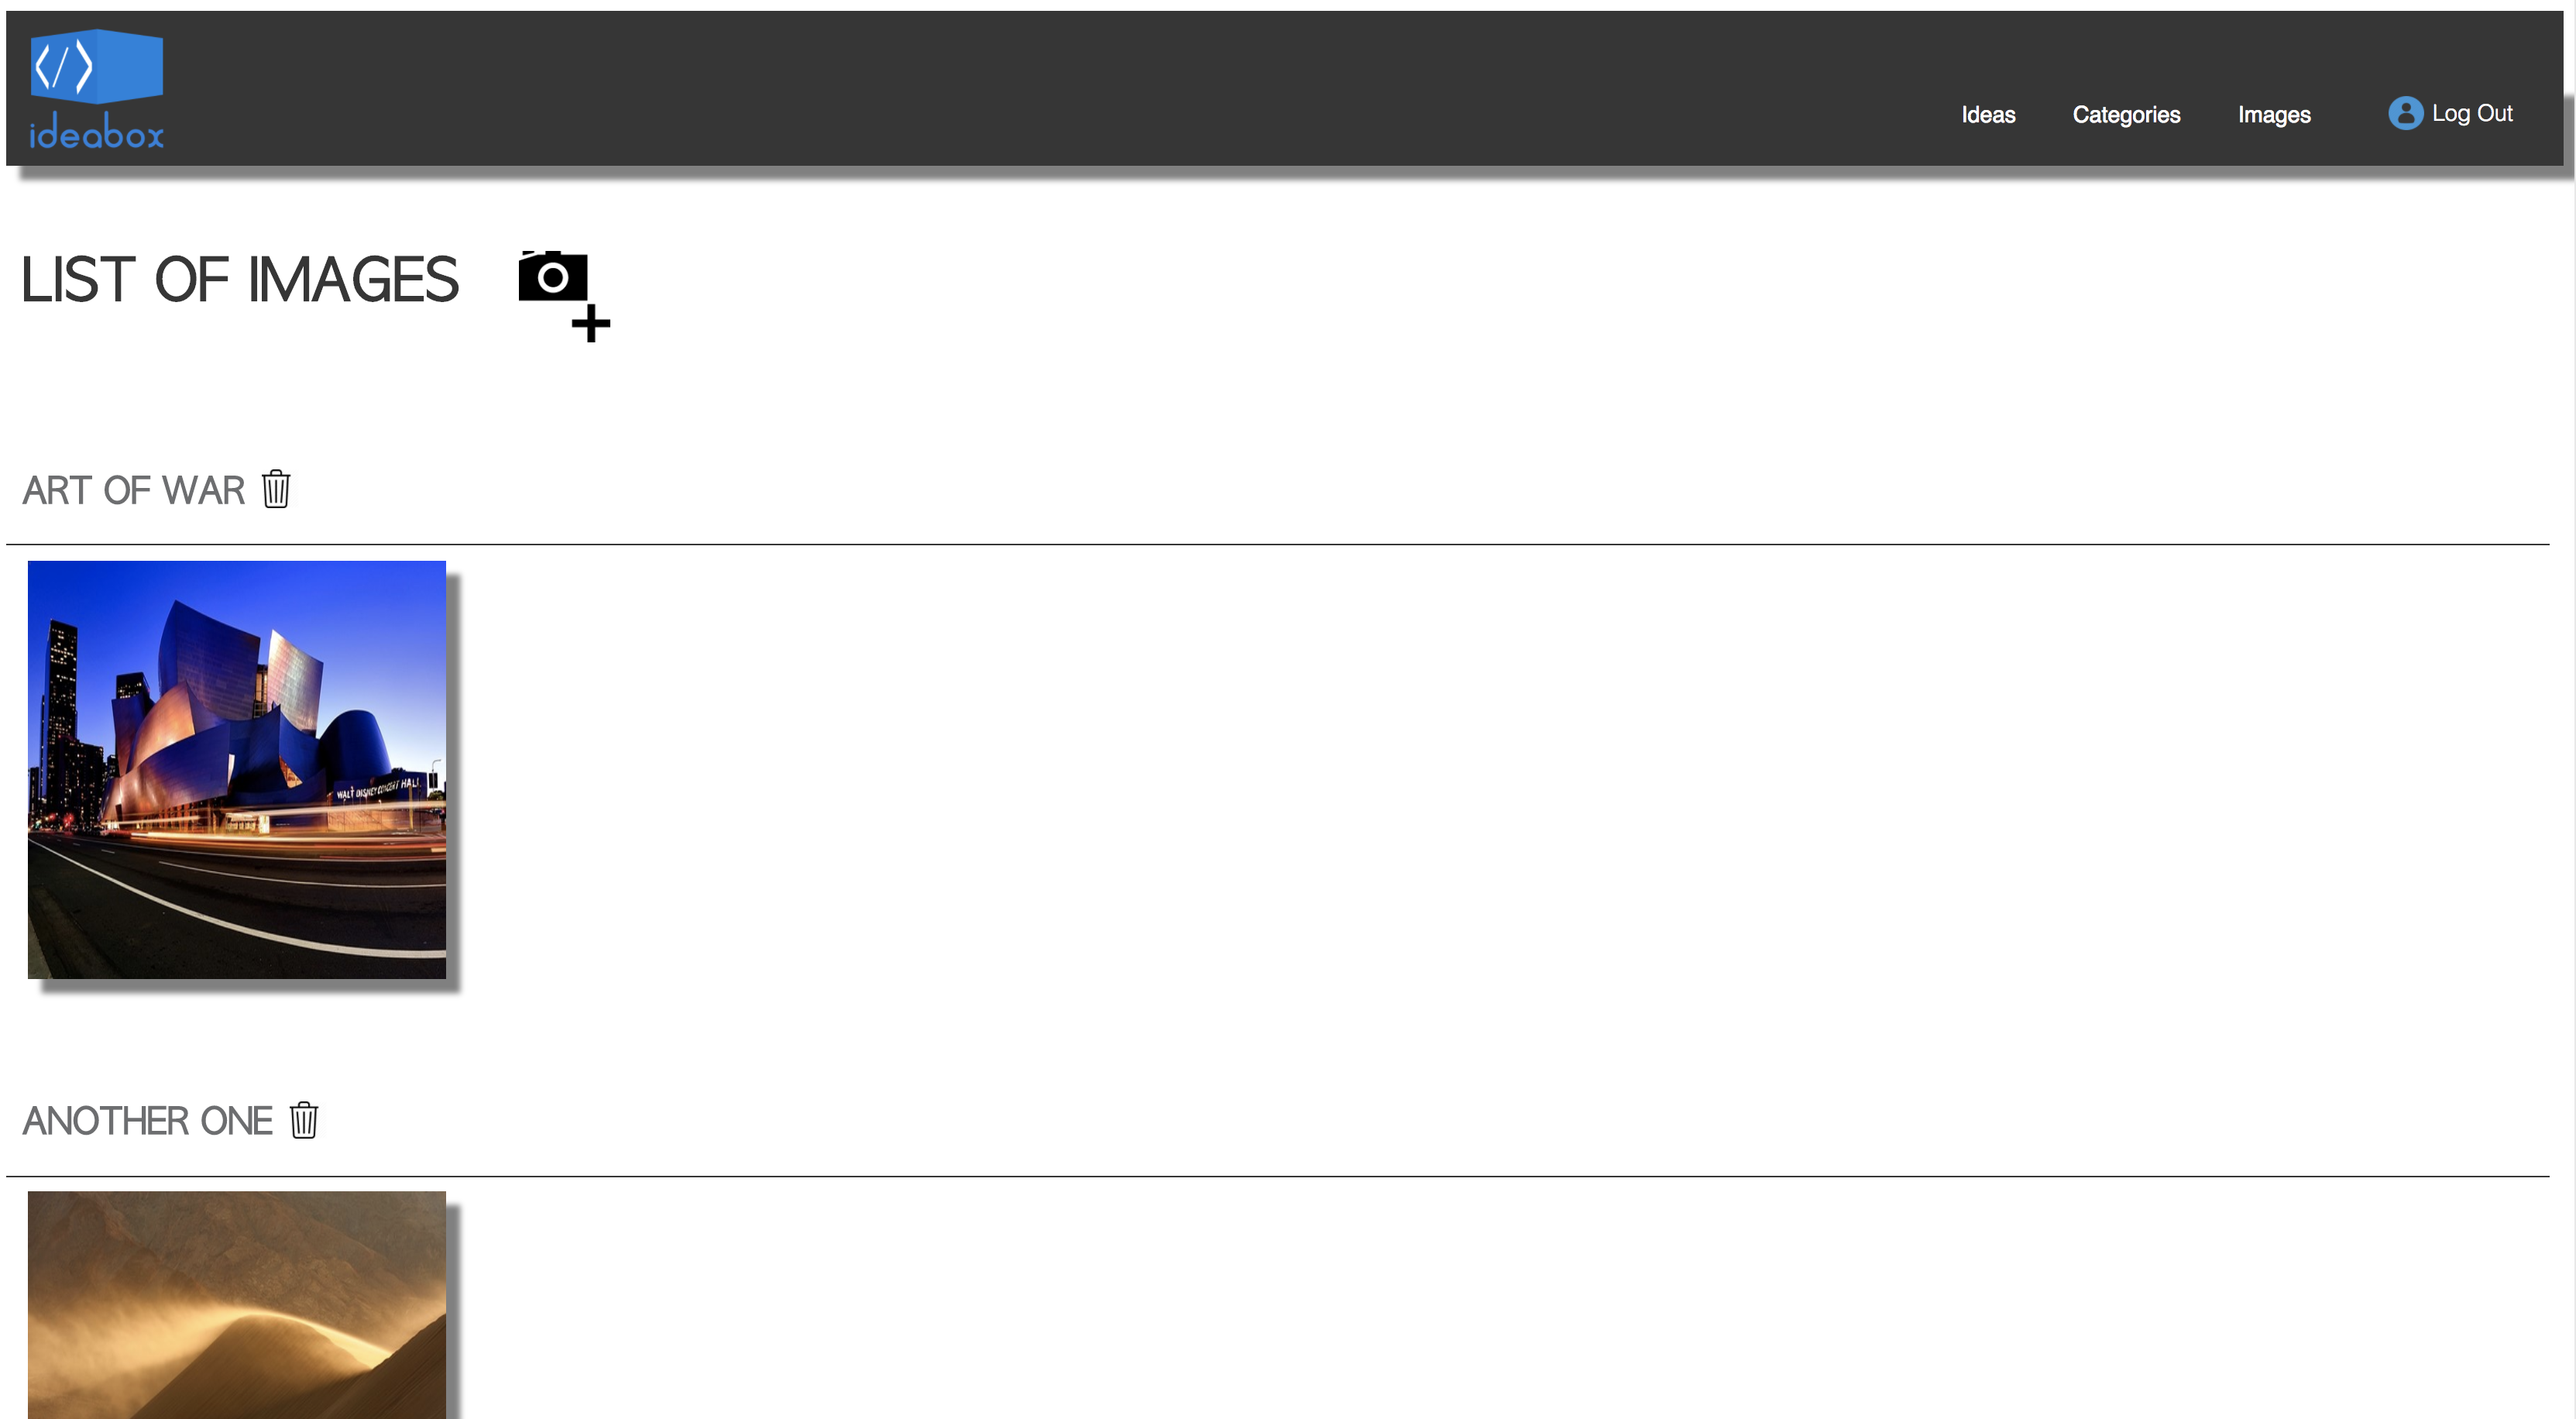 </>
ideabox
Ideas Categories Images Log Out
LIST OF IMAGES
ART OF WAR
WALT DISNEY CONCERT HALL
ANOTHER ONE